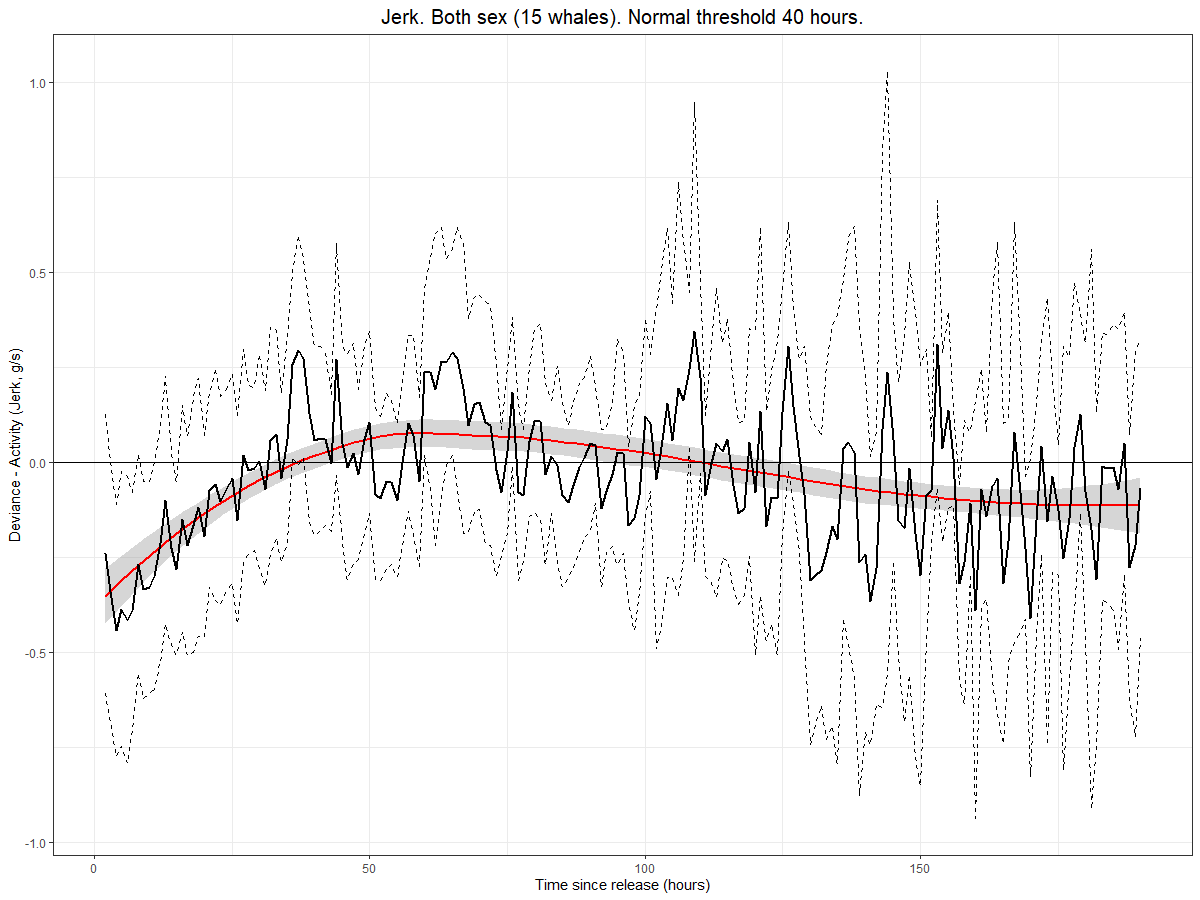 Jerk. Both sex (15 whales). Normal threshold 40 hours.
1.0
0.5
0.0
-0.5
-1.0
Deviance - Activity (Jerk, g/s)
0 50 100 150
Time since release (hours)